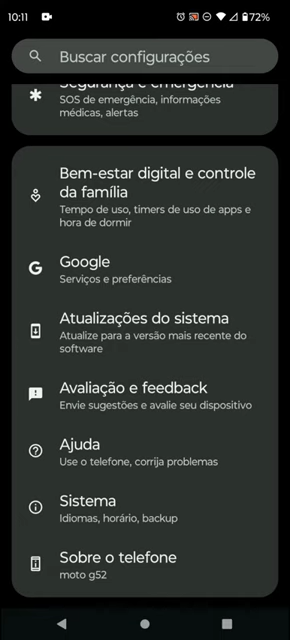 10:11
72%
Buscar configurações
Segurança e emergência
SOS de emergência, informações
médicas, alertas
Bem-estar digital e controle
da família
Tempo de uso, timers de uso de apps e
hora de dormir
Google
Serviços e preferências
Atualizações do sistema
Atualize para a versão mais recente do
software
Avaliação e feedback
Envie sugestões e avalie seu dispositivo
Ajuda
Use o telefone, corrija problemas
Sistema
Idiomas, horário, backup
Sobre o telefone
moto g52